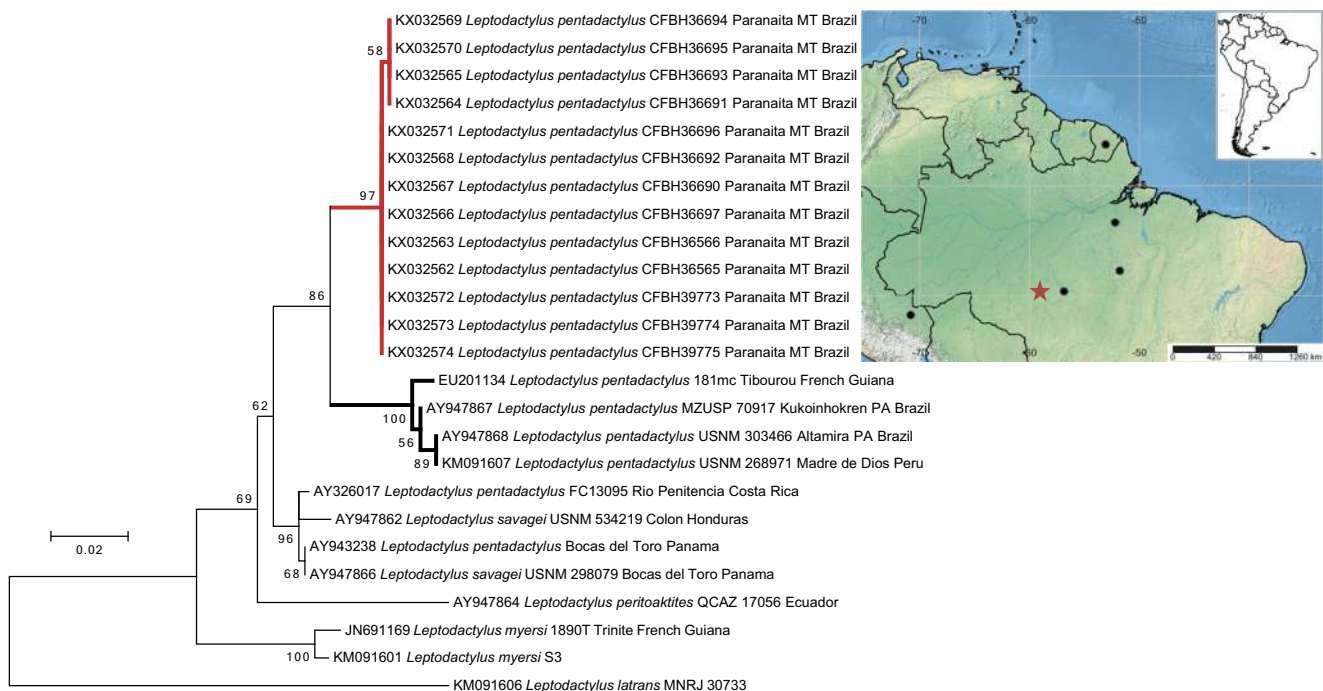 KX032569 Leptodactylus pentadactylus CFBH36694 Paranaita MT Brazil
58
KX032570 Leptodactylus pentadactylus CFBH36695 Paranaita MT Brazil
KX032565 Leptodactylus pentadactylus CFBH36693 Paranaita MT Brazil
KX032564 Leptodactylus pentadactylus CFBH36691 Paranaita MT Brazil
KX032571 Leptodactylus pentadactylus CFBH36696 Paranaita MT Brazil
KX032568 Leptodactylus pentadactylus CFBH36692 Paranaita MT Brazil
KX032567 Leptodactylus pentadactylus CFBH36690 Paranaita MT Brazil
97
KX032566 Leptodactylus pentadactylus CFBH36697 Paranaita MT Brazil
KX032563 Leptodactylus pentadactylus CFBH36566 Paranaita MT Brazil
KX032562 Leptodactylus pentadactylus CFBH36565 Paranaita MT Brazil
86
KX032572 Leptodactylus pentadactylus CFBH39773 Paranaita MT Brazil
KX032573 Leptodactylus pentadactylus CFBH39774 Paranaita MT Brazil
KX032574 Leptodactylus pentadactylus CFBH39775 Paranaita MT Brazil
EU201134 Leptodactylus pentadactylus 181mc Tibourou French Guiana
62
AY947867 Leptodactylus pentadactylus MZUSP 70917 Kukoinhokren PA Brazil
100
AY947868 Leptodactylus pentadactylus USNM 303466 Altamira PA Brazil
56
KM091607 Leptodactylus pentadactylus USNM 268971 Madre de Dios Peru
89
AY326017 Leptodactylus pentadactylus FC13095 Rio Penitencia Costa Rica
69
AY947862 Leptodactylus savagei USNM 534219 Colon Honduras
96
AY943238 Leptodactylus pentadactylus Bocas del Toro Panama
0.02
AY947866 Leptodactylus savagei USNM 298079 Bocas del Toro Panama
68
AY947864 Leptodactylus peritoaktites QCAZ 17056 Ecuador
JN691169 Leptodactylus myersi 1890T Trinite French Guiana
KM091601 Leptodactylus myersi S3
100
KM091606 Leptodactylus latrans MNRJ 30733
-70 -60 -50
-70 -60 -50
0 420 840 1260 km